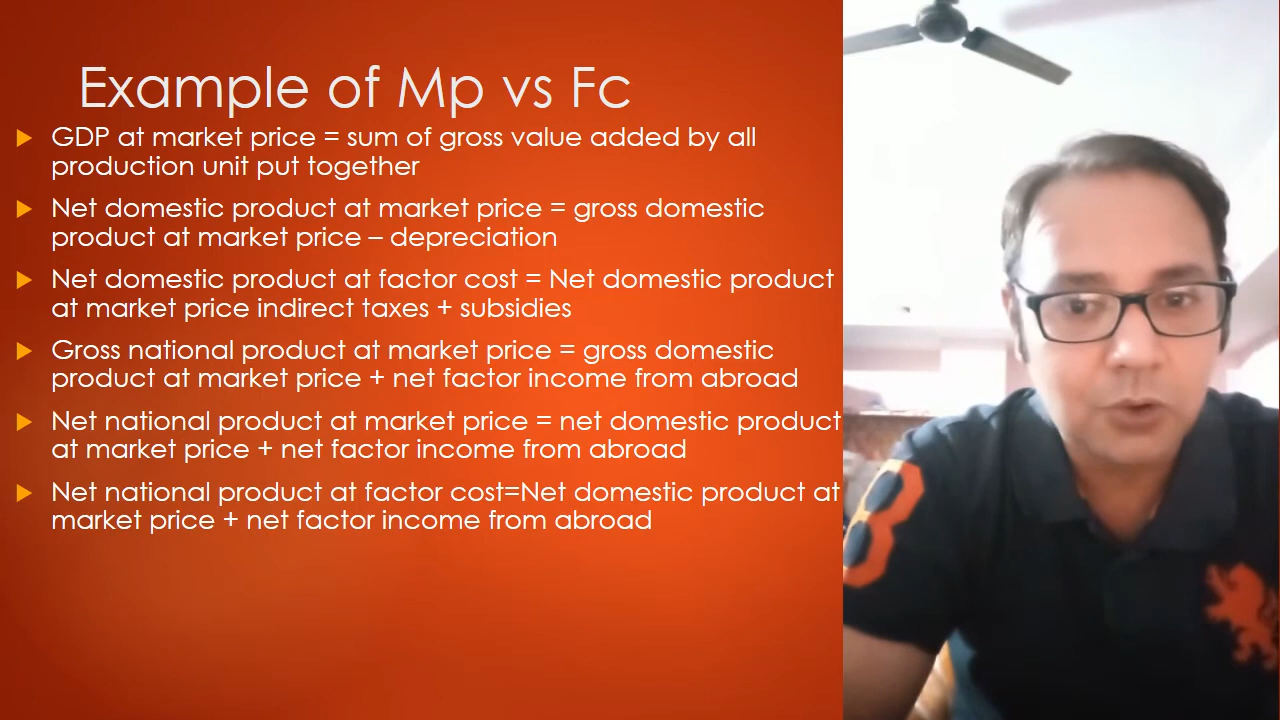 Example of Mp vs Fc
GDP at market price = sum of gross value added by all
production unit put together
Net domestic product at market price = gross domestic
product at market price – depreciation
Net domestic product at factor cost = Net domestic product
at market price indirect taxes + subsidies
Gross national product at market price = gross domestic
product at market price + net factor income from abroad
Net national product at market price = net domestic product
at market price + net factor income from abroad
Net national product at factor cost=Net domestic product at
market price + net factor income from abroad
8